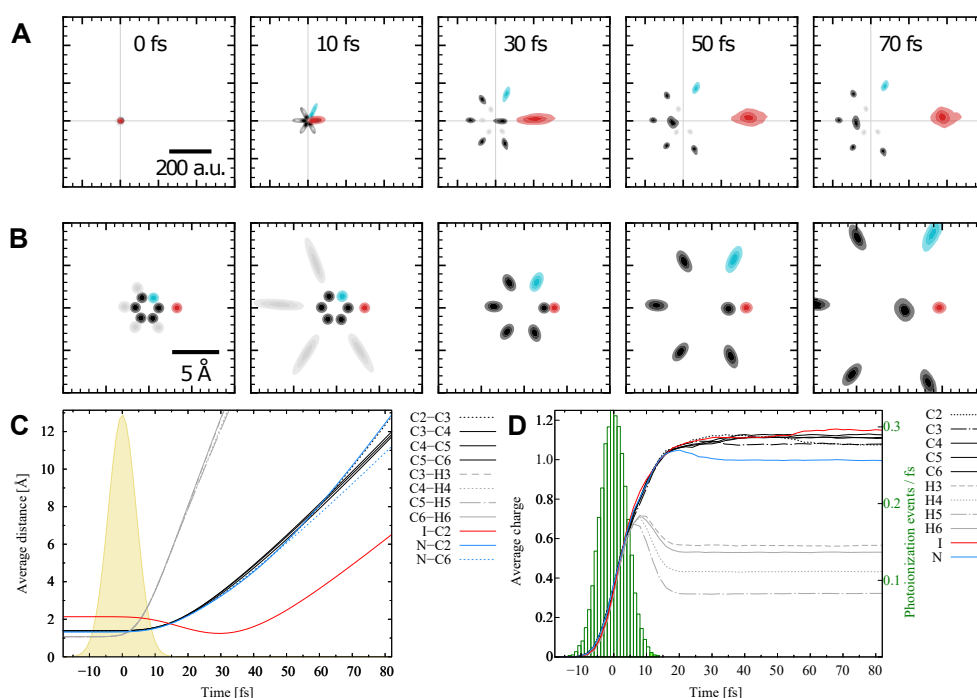 A
0 fs
10 fs
30 fs
50 fs
70 fs
200 a.u.
B
5 Å
C
12
10
8
6
4
2
0
Average distance [Å]
-10 0 10 20 30 40 50 60 70 80
Time [fs]
C2−C3
C3−C4
C4−C5
C5−C6
C3−H3
C4−H4
C5−H5
C6−H6
I−C2
N−C2
N−C6
D
1.2
1.0
0.8
0.6
0.4
0.2
0
Average charge
0.3
0.2
0.1
Photoionization events / fs
-10 0 10 20 30 40 50 60 70 80
Time [fs]
C2
C3
C4
C5
C6
H3
H4
H5
H6
I
N